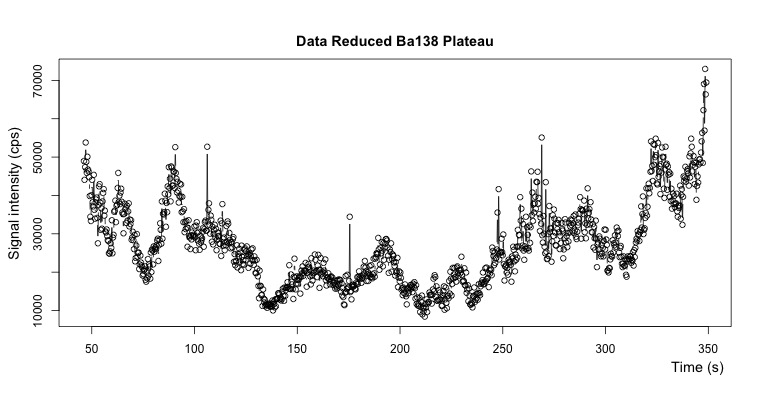 Data Reduced Ba138 Plateau
Signal intensity (cps)
70000
50000
30000
10000
50 100 150 200 250 300 350
Time (s)